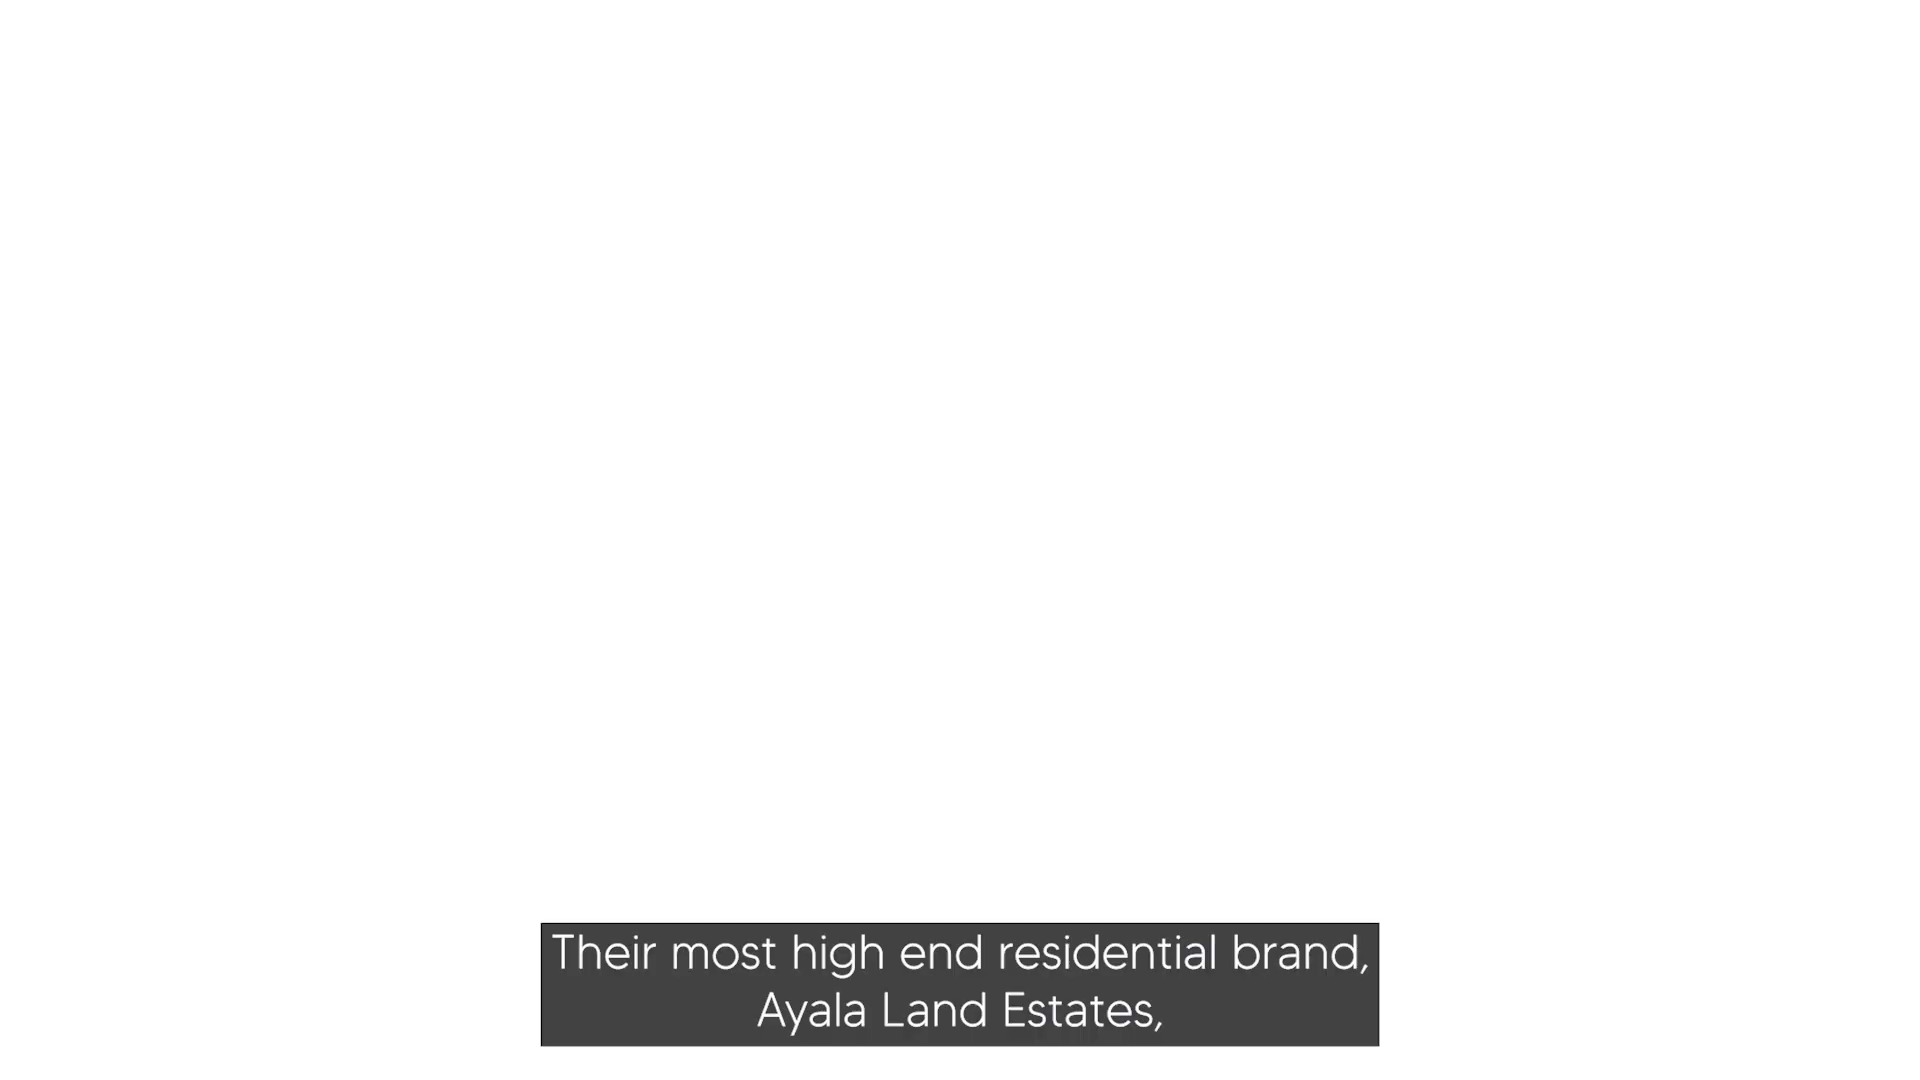 Their most high end residential brand,
Ayala Land Estates,